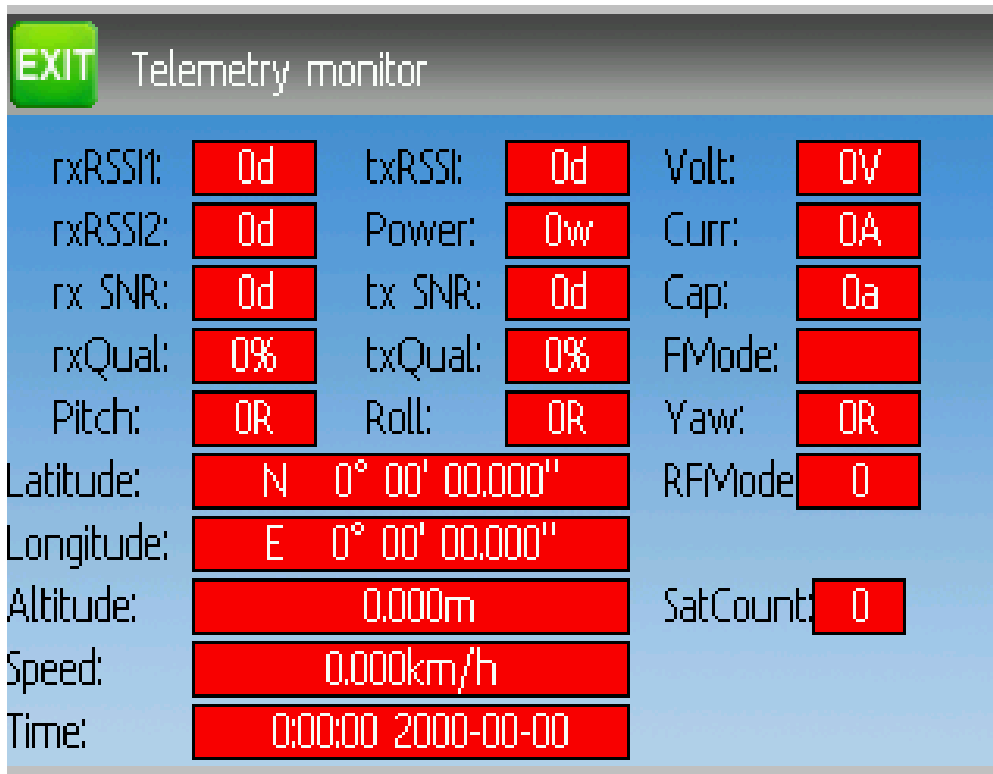 EXIT Telemetry monitor
rxRSSI1: 0d txRSSI: 0d Volt: 0V
rxRSSI2: 0d Power: 0w Curr: 0A
rx SNR: 0d tx SNR: 0d Cap: 0a
rxQual: 0% txQual: 0% FMode:
Pitch: 0R Roll: 0R Yaw: 0R
Latitude: N 0° 00' 00.000" RFMode 0
Longitude: E 0° 00' 00.000"
Altitude: 0.000m SatCount: 0
Speed: 0.000km/h
Time: 0:00:00 2000-00-00